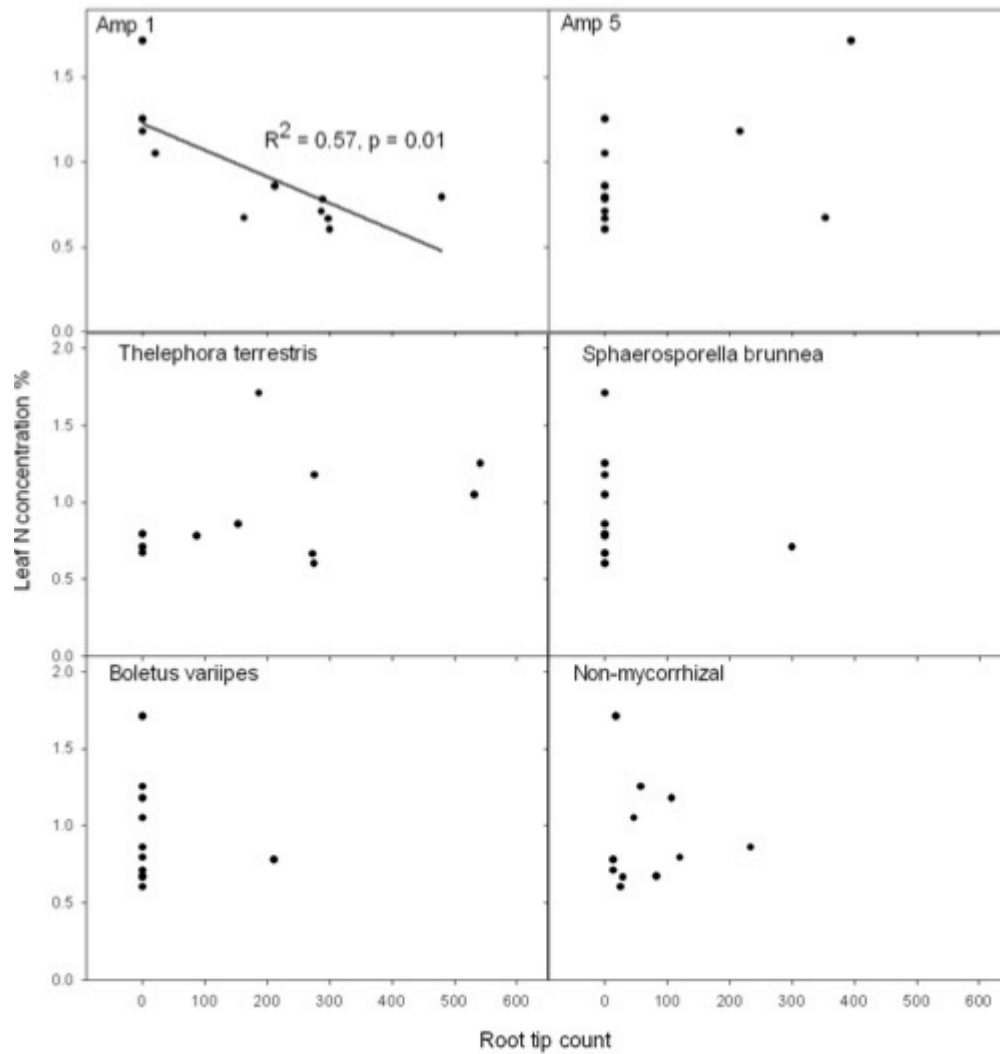 Amp 1
Amp 5
1.5
1.0
0.5
0.0
R² = 0.57, p = 0.01
Thelephora terrestris
Sphaerosporella brunnea
2.0
1.5
1.0
0.5
0.0
Leaf N concentration %
Boletus variipes
Non-mycorrhizal
2.0
1.5
1.0
0.5
0.0
0 100 200 300 400 500 600
0 100 200 300 400 500 600
Root tip count